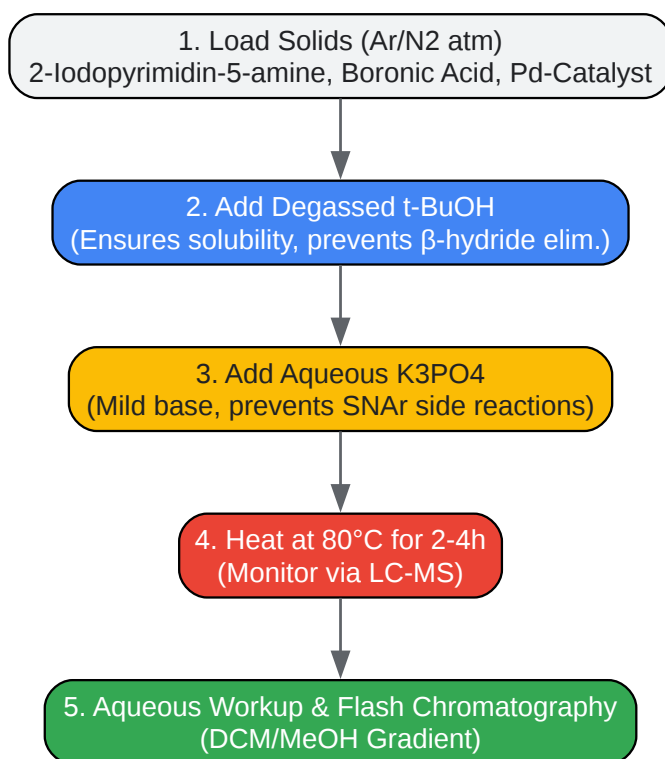 1. Load Solids (Ar/N2 atm)
2-Iodopyrimidin-5-amine, Boronic Acid, Pd-Catalyst
2. Add Degassed t-BuOH
(Ensures solubility, prevents β-hydride elim.)
3. Add Aqueous K3PO4
(Mild base, prevents SNAr side reactions)
4. Heat at 80°C for 2-4h
(Monitor via LC-MS)
5. Aqueous Workup & Flash Chromatography
(DCM/MeOH Gradient)